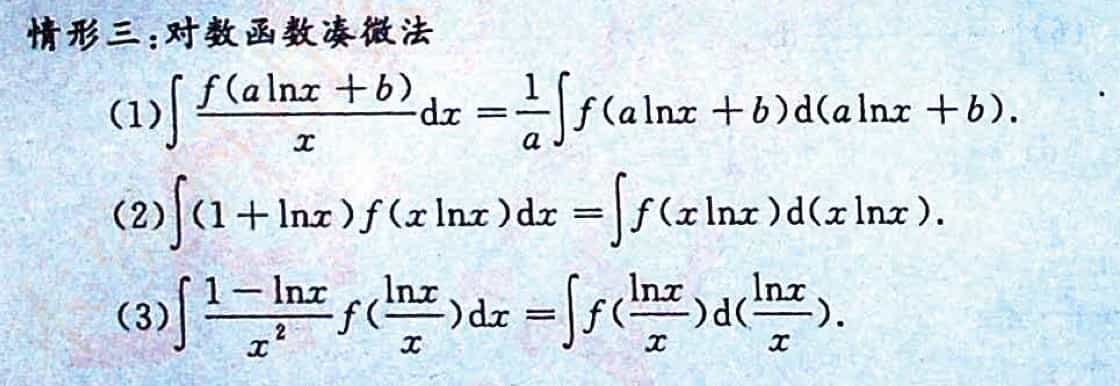 情形三:对数函数凑微法
(1)∫ f(alnx + b)/x dx = 1/a ∫ f(alnx + b)d(alnx + b).
(2)∫(1 + lnx)f(xlnx)dx = ∫ f(xlnx)d(xlnx).
(3)∫ (1 - lnx)/x² f(lnx/x)dx = ∫ f(lnx/x)d(lnx/x).